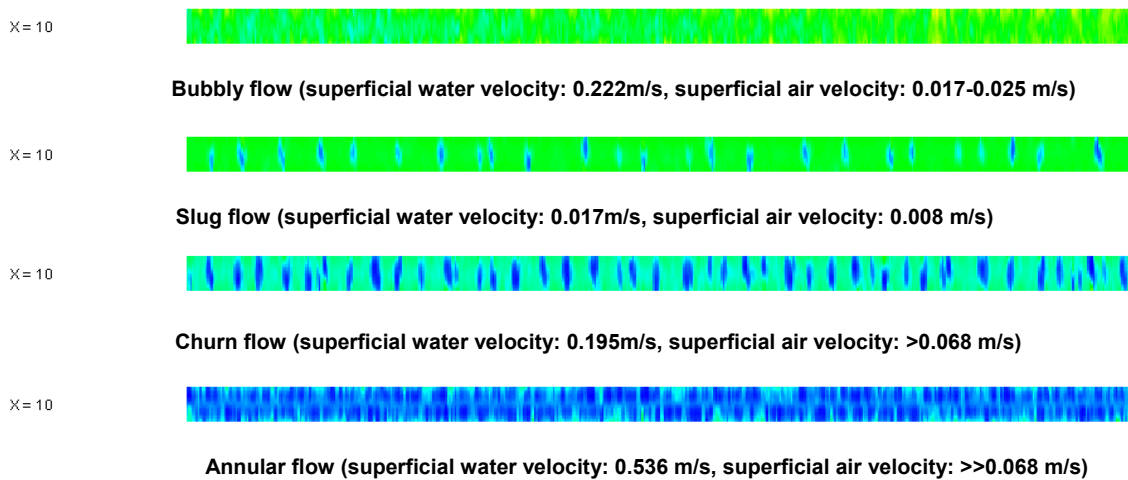 X = 10
Bubbly flow (superficial water velocity: 0.222m/s, superficial air velocity: 0.017-0.025 m/s)
X = 10
Slug flow (superficial water velocity: 0.017m/s, superficial air velocity: 0.008 m/s)
X = 10
Churn flow (superficial water velocity: 0.195m/s, superficial air velocity: >0.068 m/s)
X = 10
Annular flow (superficial water velocity: 0.536 m/s, superficial air velocity: >>0.068 m/s)